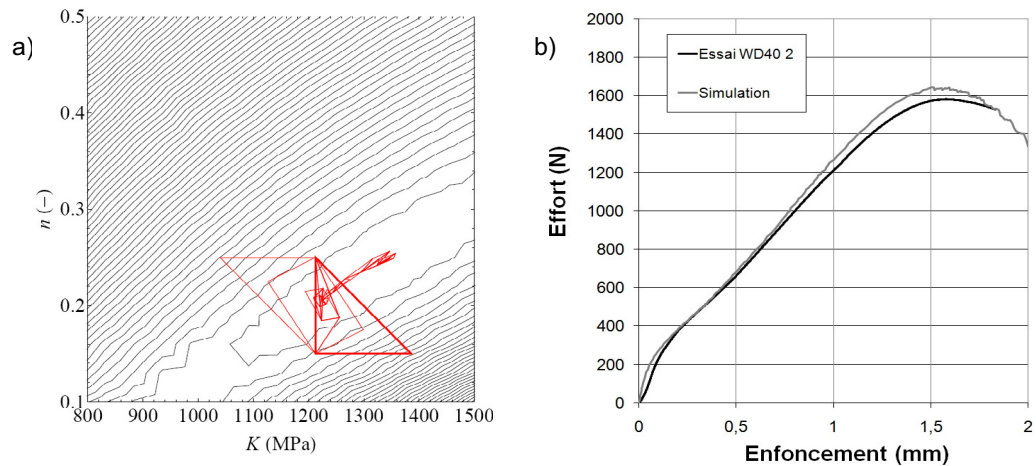 a)
0.5
0.4
0.3
0.2
0.1
n (−)
800 900 1000 1100 1200 1300 1400 1500
K (MPa)
b)
2000
1800
1600
1400
1200
1000
800
600
400
200
0
Effort (N)
Essai WD40 2
Simulation
0 0,5 1 1,5 2
Enfoncement (mm)